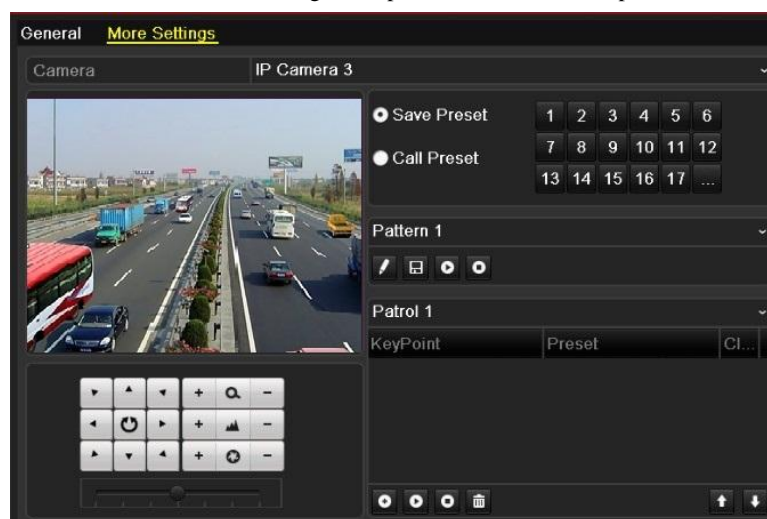 General More Settings
Camera IP Camera 3
Save Preset
Call Preset
1 2 3 4 5 6
7 8 9 10 11 12
13 14 15 16 17 ...
Pattern 1
Patrol 1
KeyPoint Preset Cl...